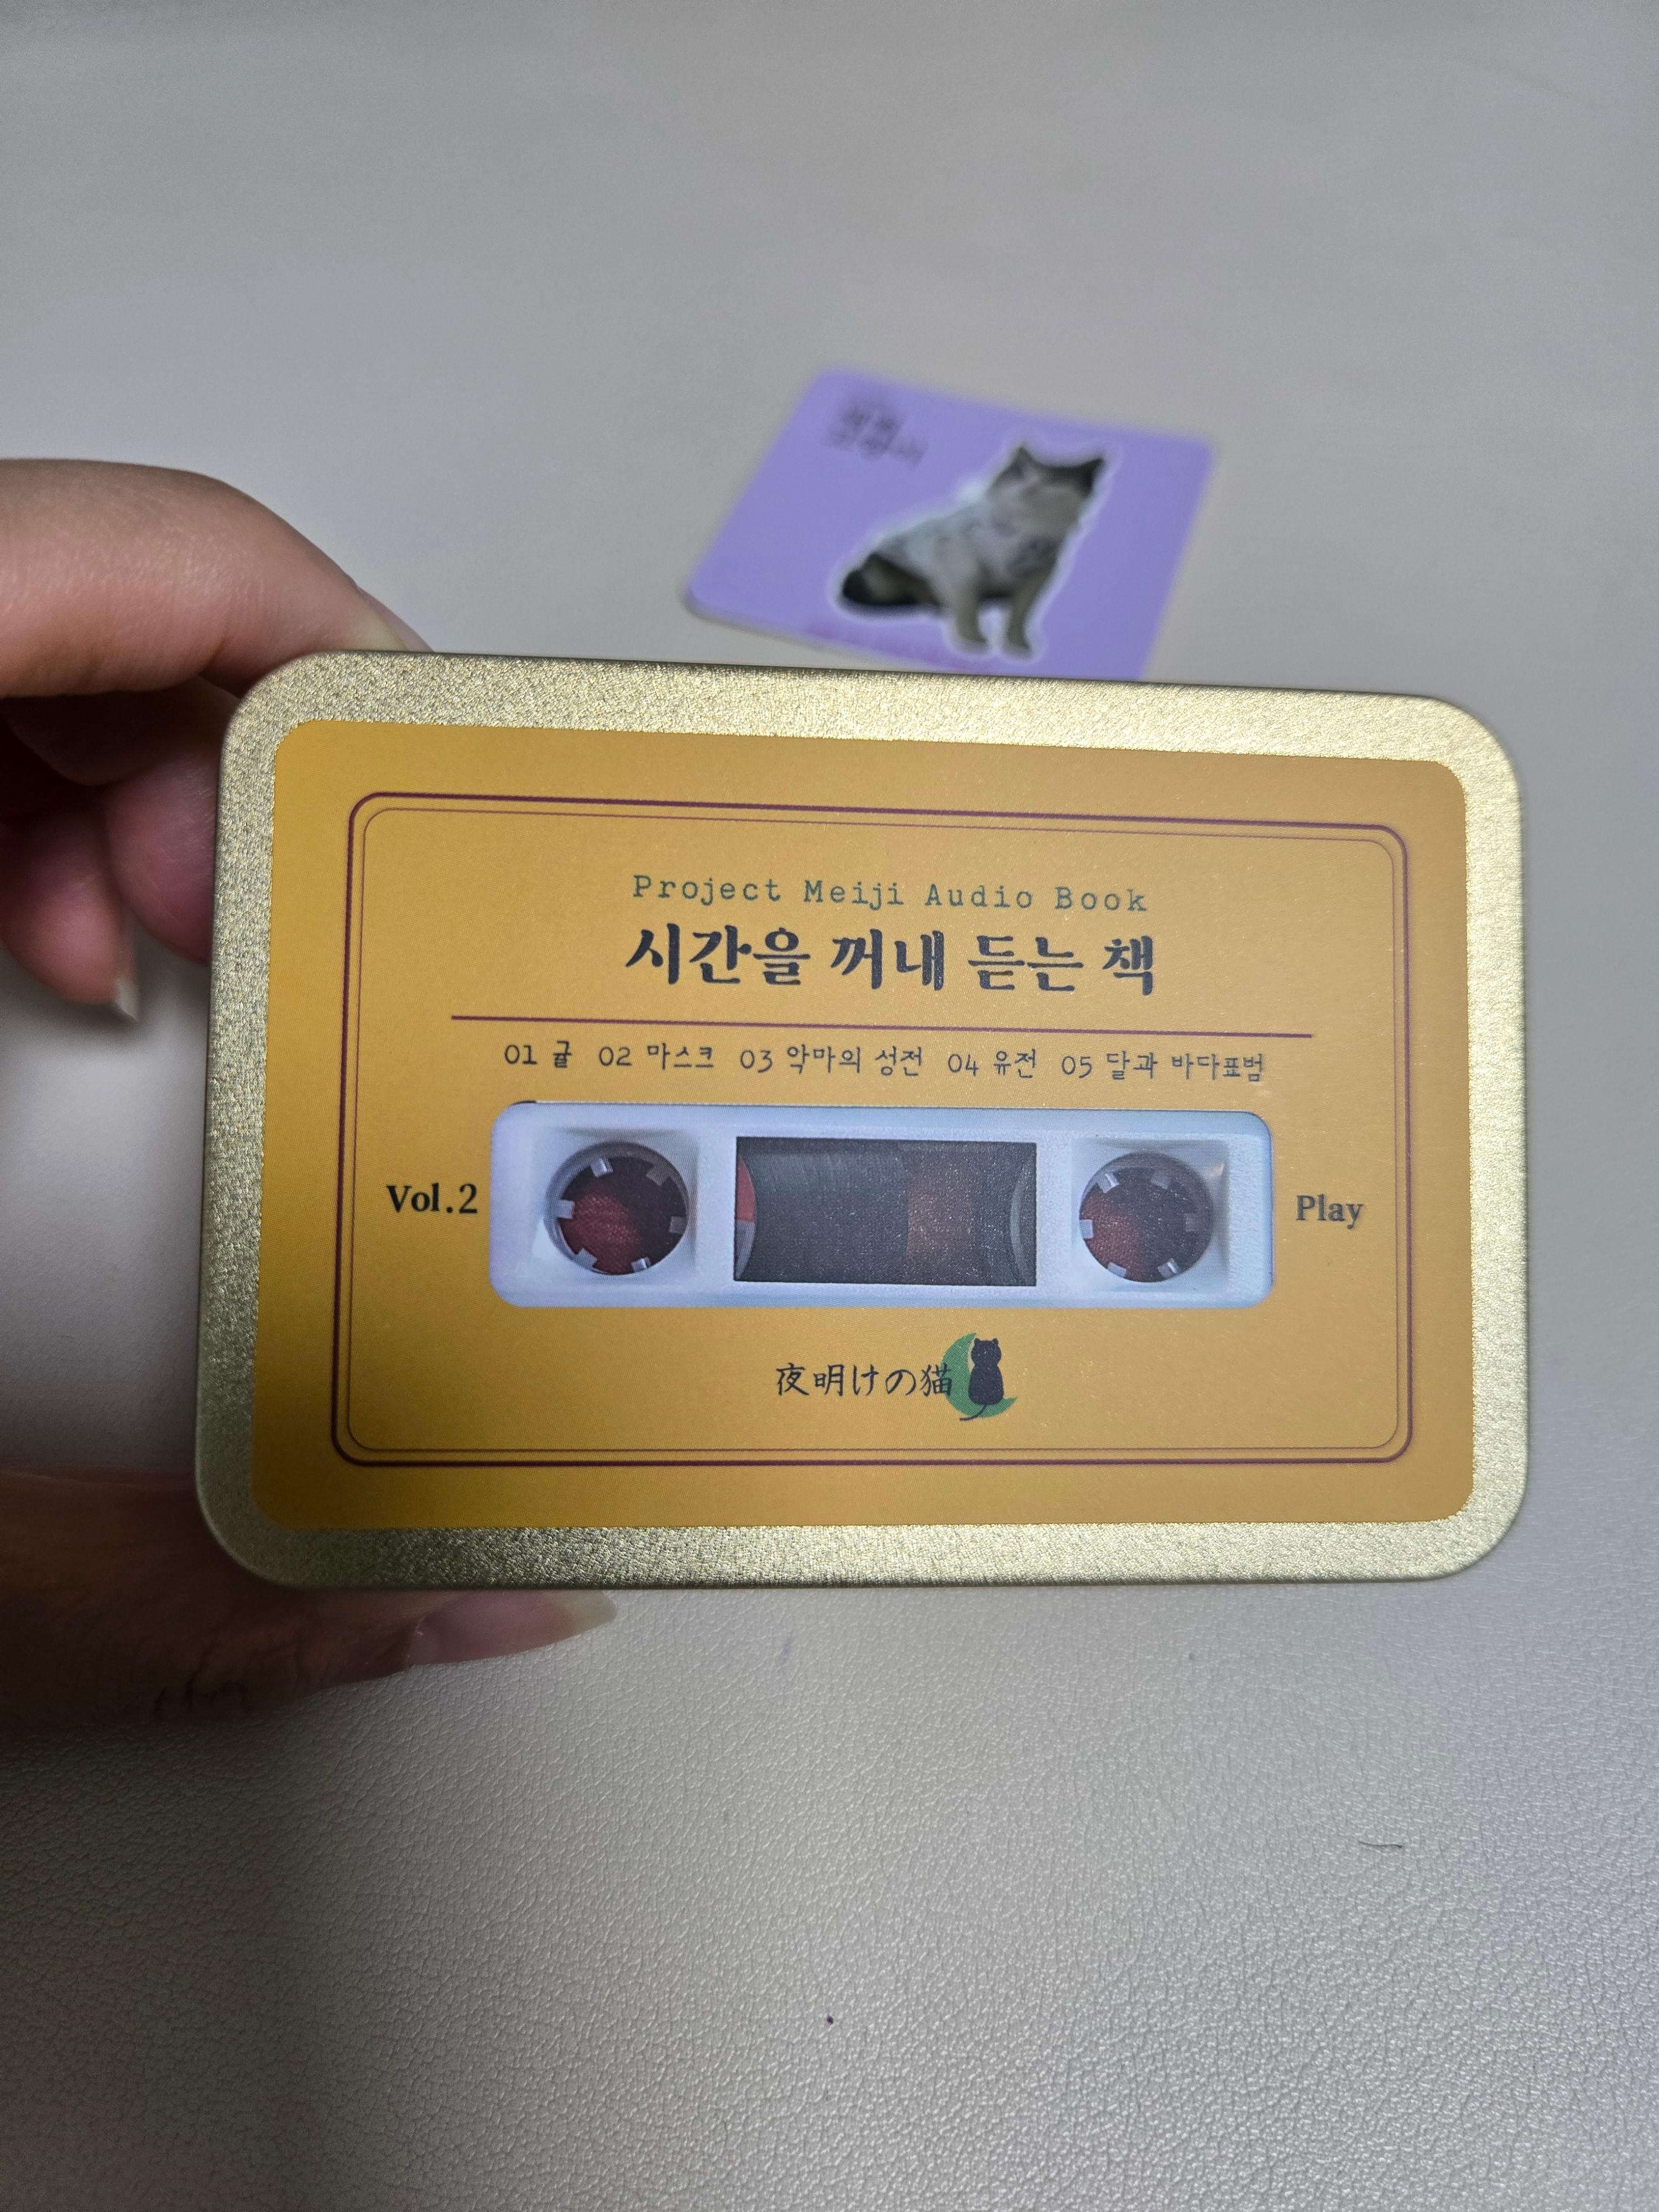 Project Meiji Audio Book
시간을 꺼내 듣는 책
01 귤 02 마스크 03 악마의 성전 04 유전 05 달과 바다표범
Vol.2
Play
夜明けの猫